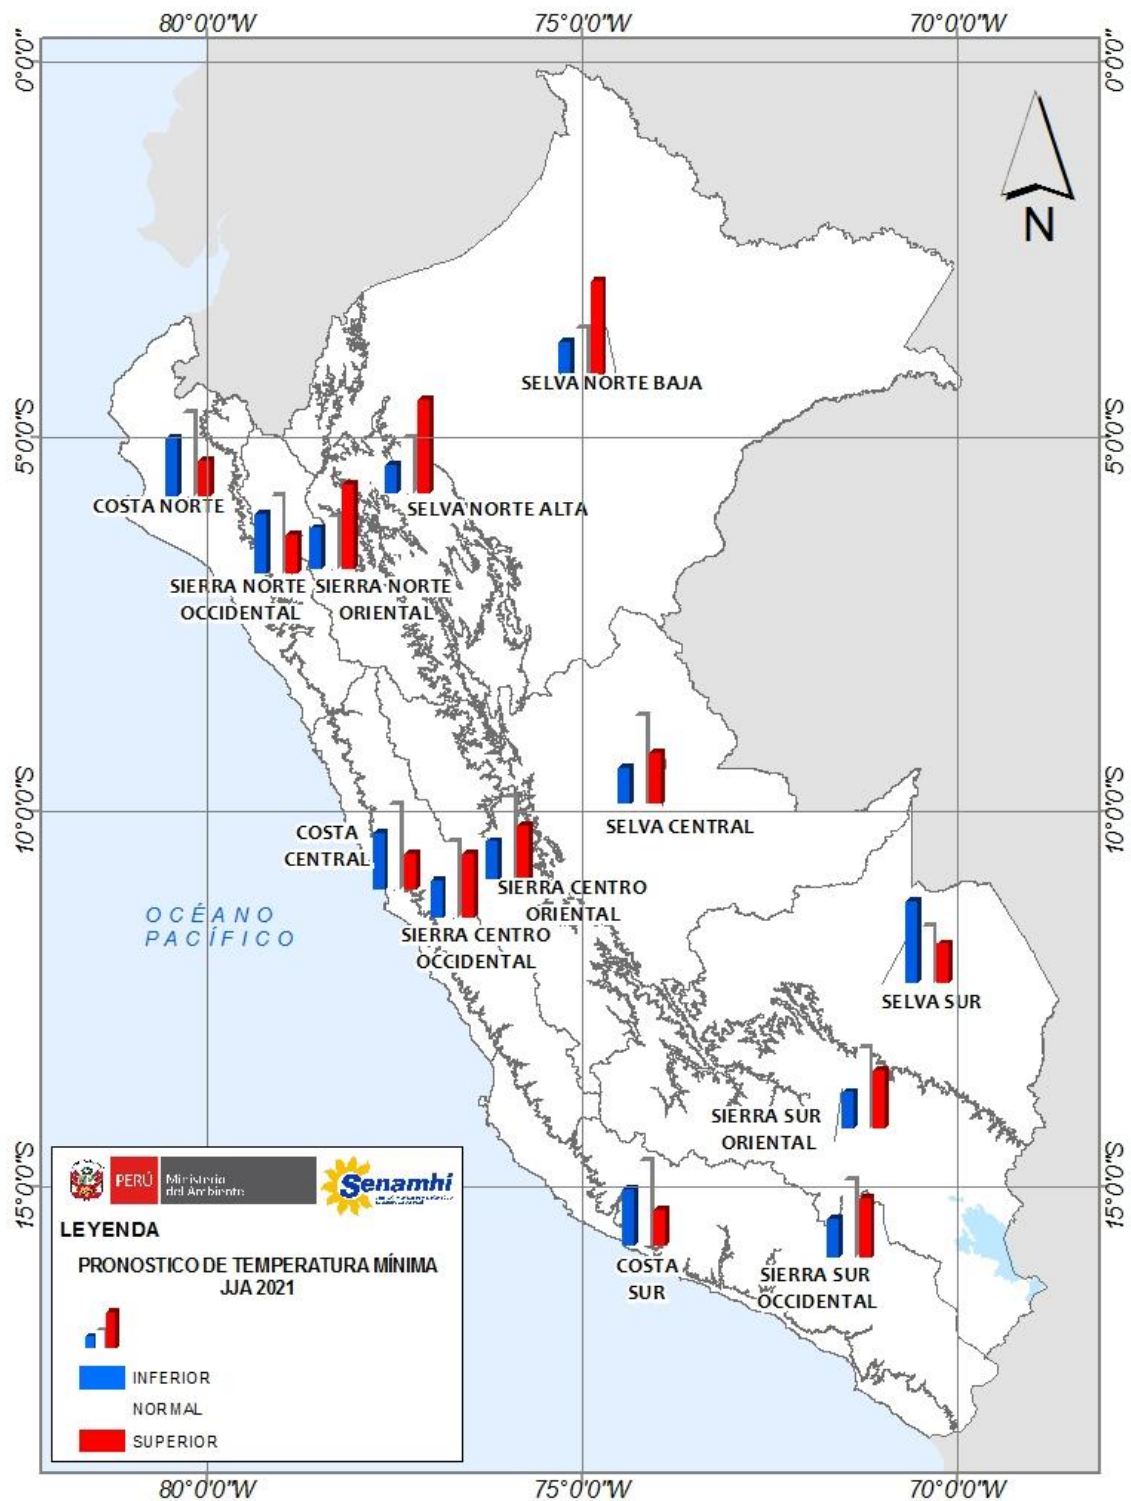 80°0'0"W
75°0'0"W
70°0'0"W
0°0'0"
0°0'0"
N
SELVA NORTE BAJA
5°0'0"S
5°0'0"S
COSTA NORTE
SELVA NORTE ALTA
SIERRA NORTE
OCCIDENTAL
SIERRA NORTE
ORIENTAL
10°0'0"S
10°0'0"S
SELVA CENTRAL
COSTA
CENTRAL
SIERRA CENTRO
ORIENTAL
OCÉANO
PACÍFICO
SIERRA CENTRO
OCCIDENTAL
SELVA SUR
SIERRA SUR
ORIENTAL
15°0'0"S
15°0'0"S
COSTA
SUR
SIERRA SUR
OCCIDENTAL
PERÚ
Ministerio
del Ambiente
Senamhi
LEYENDA
PRONOSTICO DE TEMPERATURA MÍNIMA
JJA 2021
INFERIOR
NORMAL
SUPERIOR
80°0'0"W
75°0'0"W
70°0'0"W